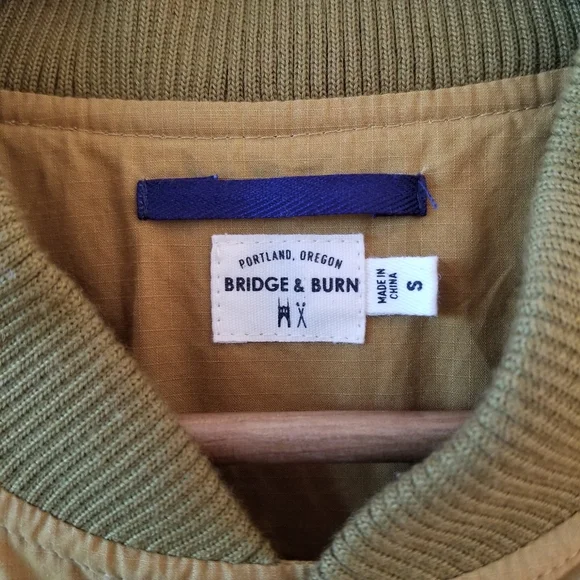 PORTLAND, OREGON
BRIDGE & BURN
MADE IN
CHINA
S